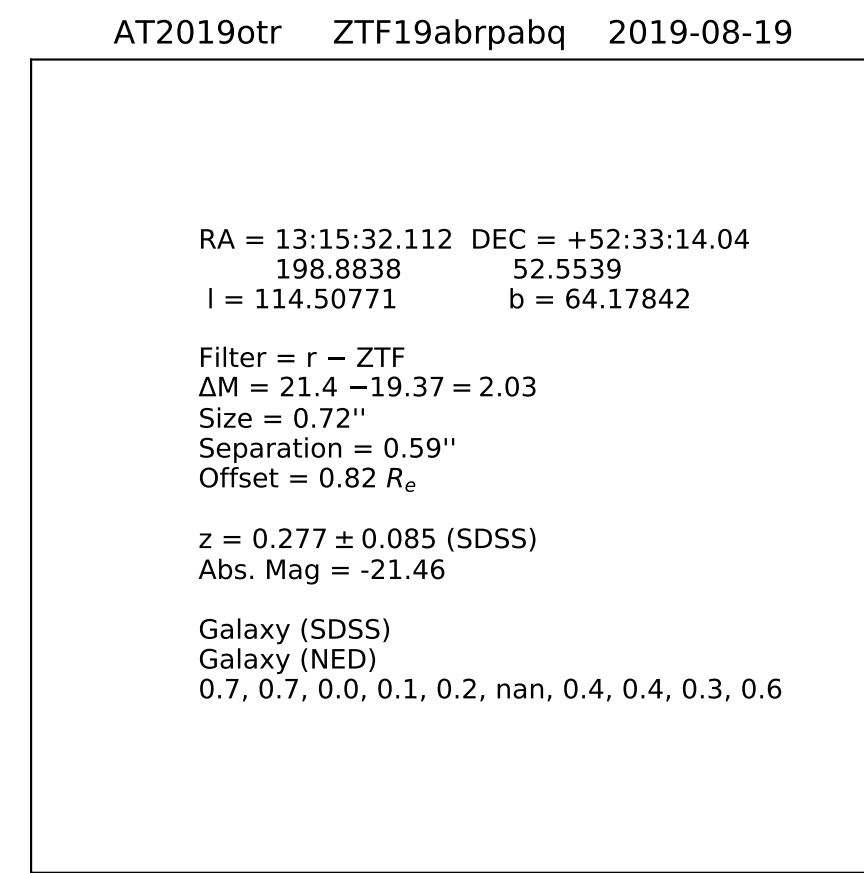 AT2019otr ZTF19abrpabq 2019-08-19
RA = 13:15:32.112 DEC = +52:33:14.04
198.8838 52.5539
l = 114.50771 b = 64.17842
Filter = r − ZTF
ΔM = 21.4 −19.37 = 2.03
Size = 0.72''
Separation = 0.59''
Offset = 0.82 Re
z = 0.277 ± 0.085 (SDSS)
Abs. Mag = -21.46
Galaxy (SDSS)
Galaxy (NED)
0.7, 0.7, 0.0, 0.1, 0.2, nan, 0.4, 0.4, 0.3, 0.6